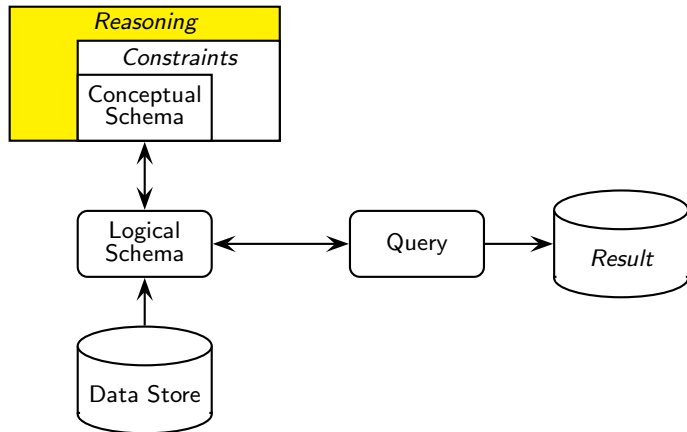 Reasoning
Constraints
Conceptual
Schema
Logical
Schema
Query
Result
Data Store